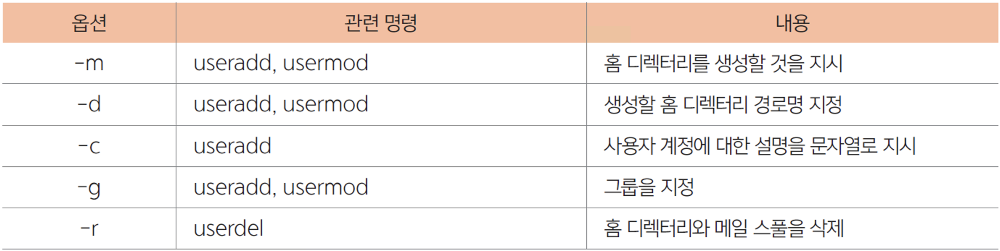 옵션 관련 명령 내용
-m useradd, usermod 홈 디렉터리를 생성할 것을 지시
-d useradd, usermod 생성할 홈 디렉터리 경로명 지정
-c useradd 사용자 계정에 대한 설명을 문자열로 지시
-g useradd, usermod 그룹을 지정
-r userdel 홈 디렉터리와 메일 스풀을 삭제